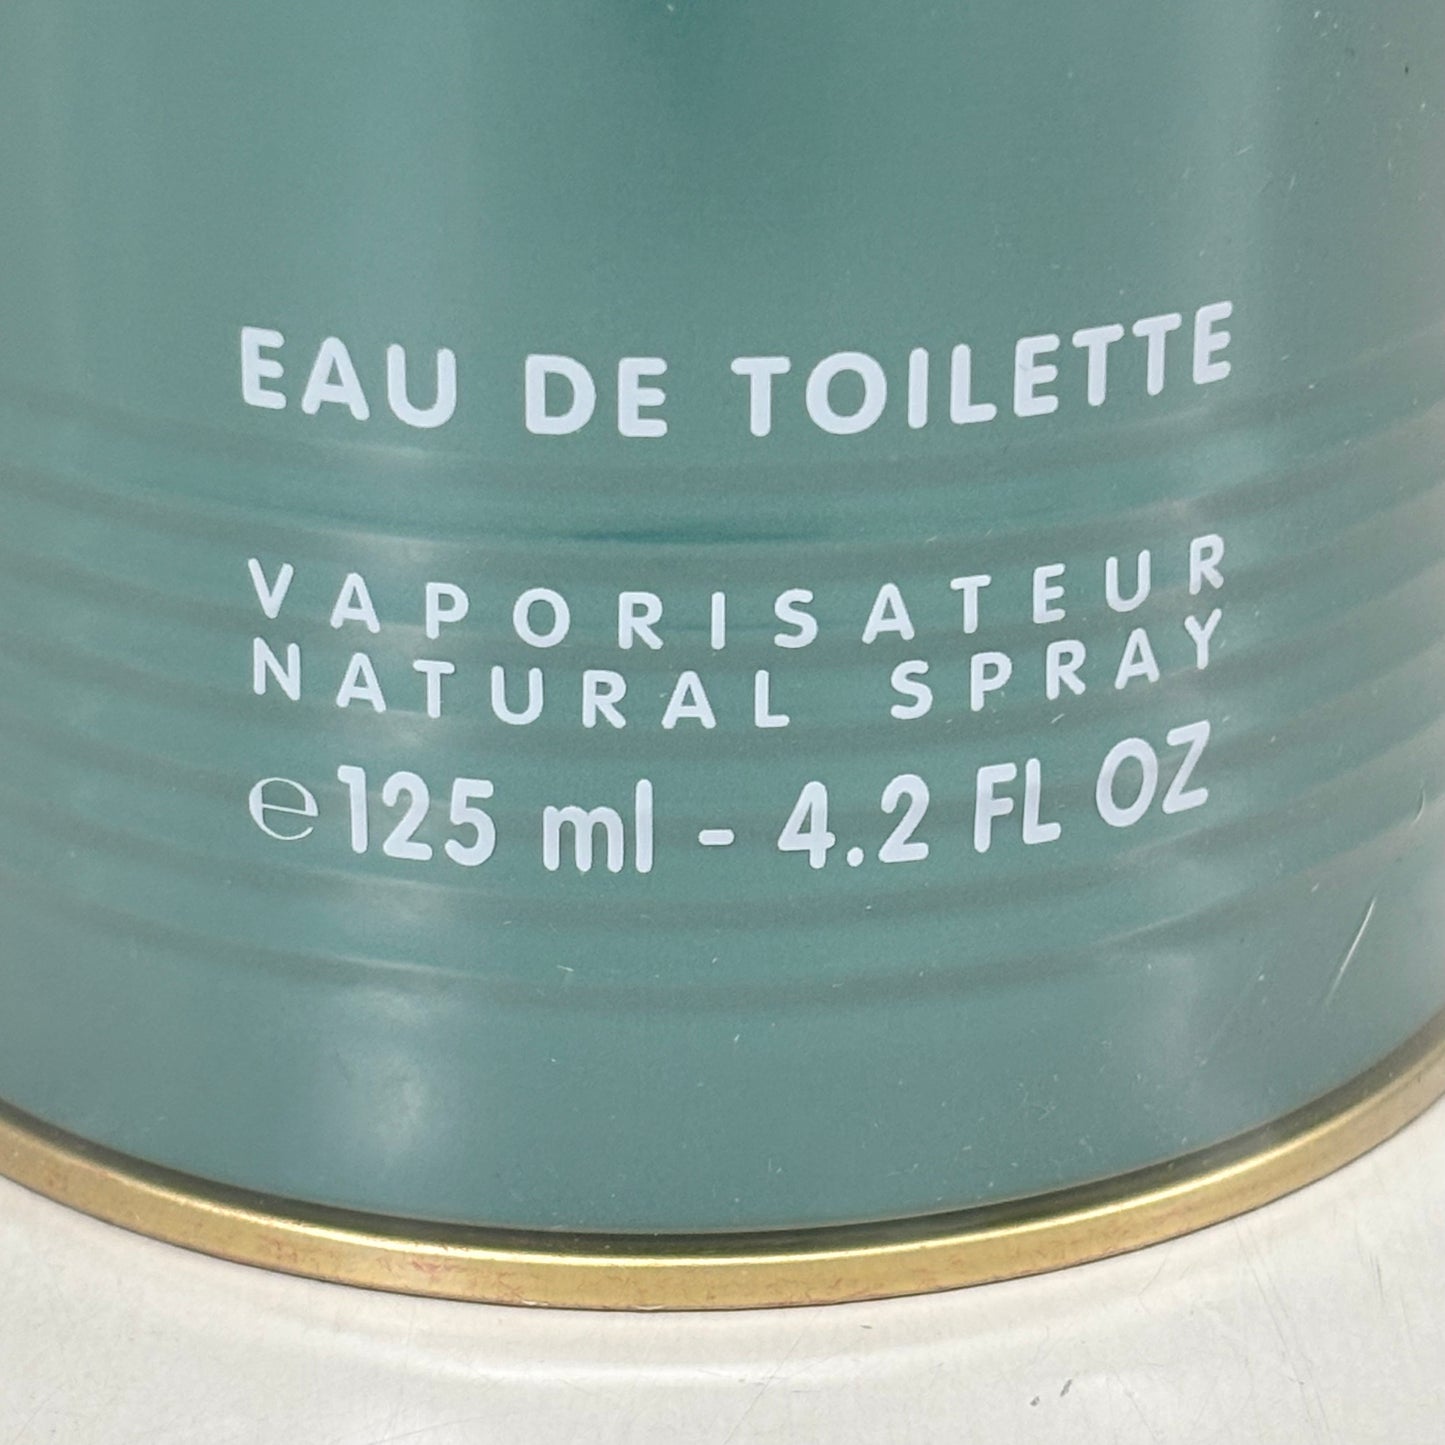 EAU DE TOILETTE
VAPORISATEUR
NATURAL SPRAY
℮125 ml - 4.2 FL OZ